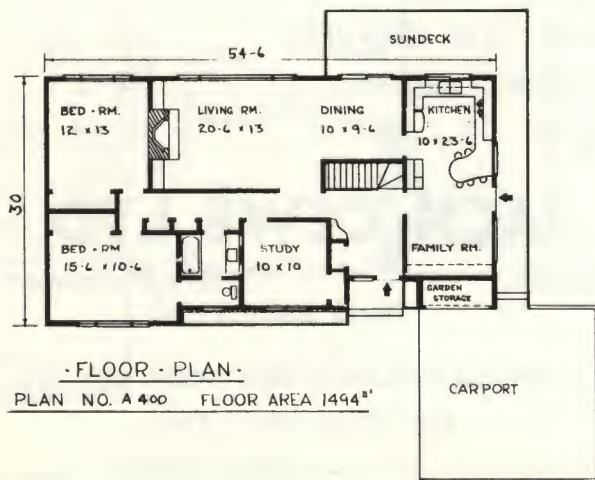 SUNDECK
54-6
30
BED - RM.
12 x 13
LIVING RM.
20-6 x 13
DINING
10 x 9-6
KITCHEN
10 x 23-6
BED - RM
15-6 x 10-6
STUDY
10 x 10
FAMILY RM.
GARDEN
STORAGE
CARPORT
· FLOOR · PLAN ·
PLAN NO. A 400 FLOOR AREA 1494▫'